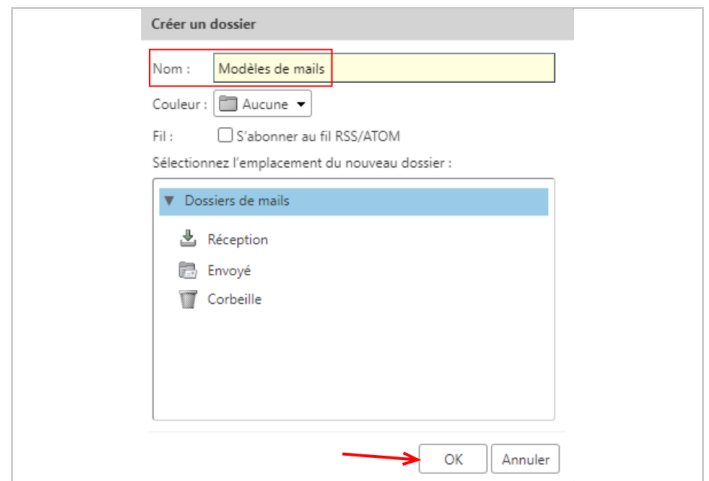 Créer un dossier
Nom : Modèles de mails
Couleur : Aucune
Fil : S'abonner au fil RSS/ATOM
Sélectionnez l'emplacement du nouveau dossier :
Dossiers de mails
Réception
Envoyé
Corbeille
OK Annuler